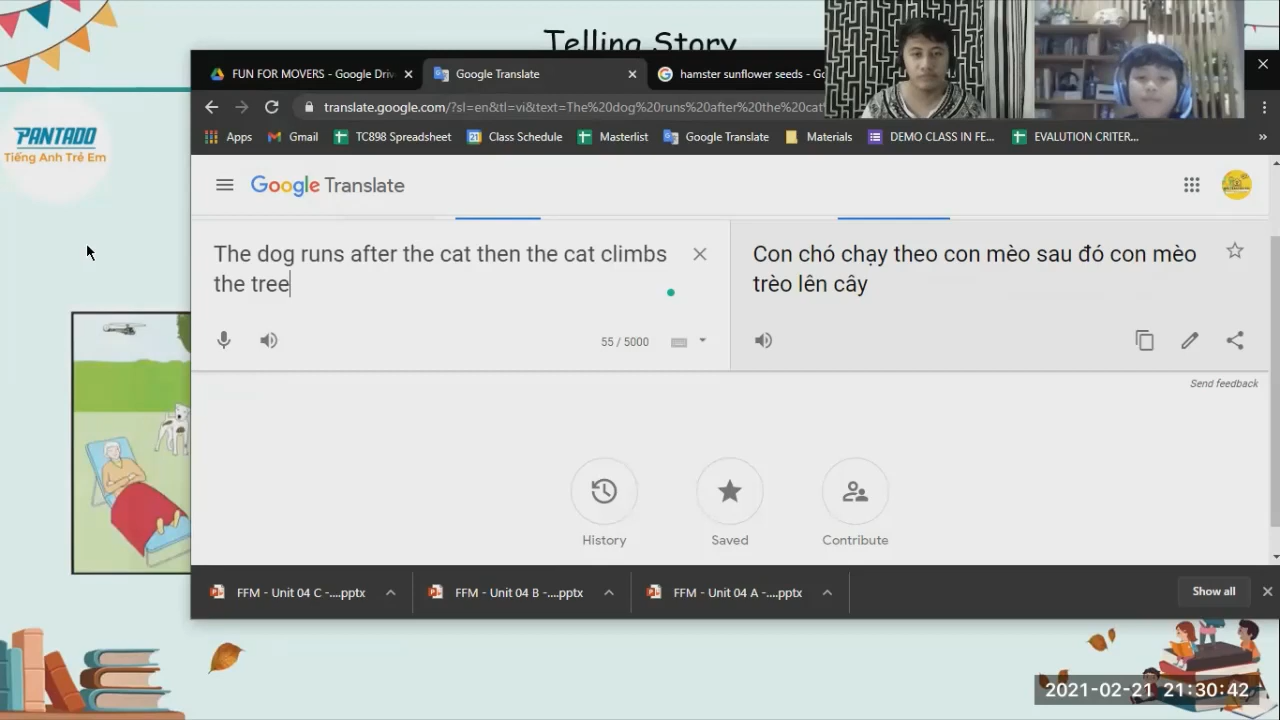 Telling Story
FUN FOR MOVERS - Google Driv
Google Translate
hamster sunflower seeds - Go
translate.google.com/?sl=en&tl=vi&text=The%20dog%20runs%20after%20the%20cat
Apps
Gmail
TC898 Spreadsheet
Class Schedule
Masterlist
Google Translate
Materials
DEMO CLASS IN FE...
EVALUTION CRITER...
»
PANTADO
Tiếng Anh Trẻ Em
Google Translate
The dog runs after the cat then the cat climbs
the tree
55 / 5000
Con chó chạy theo con mèo sau đó con mèo
trèo lên cây
Send feedback
History
Saved
Contribute
FFM - Unit 04 C -....pptx
FFM - Unit 04 B -....pptx
FFM - Unit 04 A -....pptx
Show all
2021-02-21 21:30:42